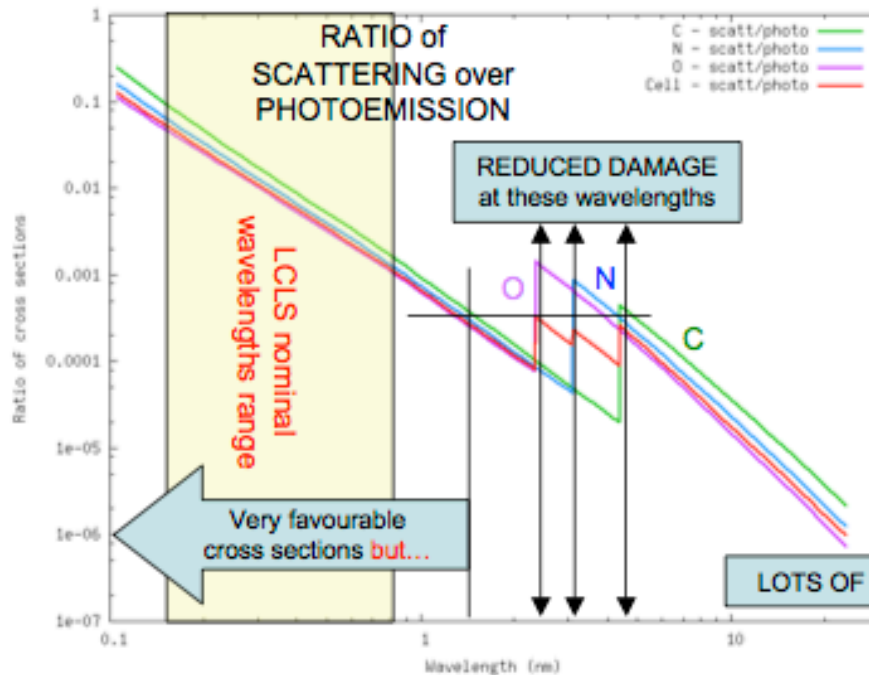 RATIO of
SCATTERING over
PHOTOEMISSION
C - scatt/photo
N - scatt/photo
O - scatt/photo
Cell - scatt/photo
REDUCED DAMAGE
at these wavelengths
LCLS nominal
wavelengths range
O
N
C
Very favourable
cross sections but...
LOTS OF
Ratio of cross sections
1
0.1
0.01
0.001
0.0001
1e-05
1e-06
1e-07
0.1
1
10
Wavelength (nm)